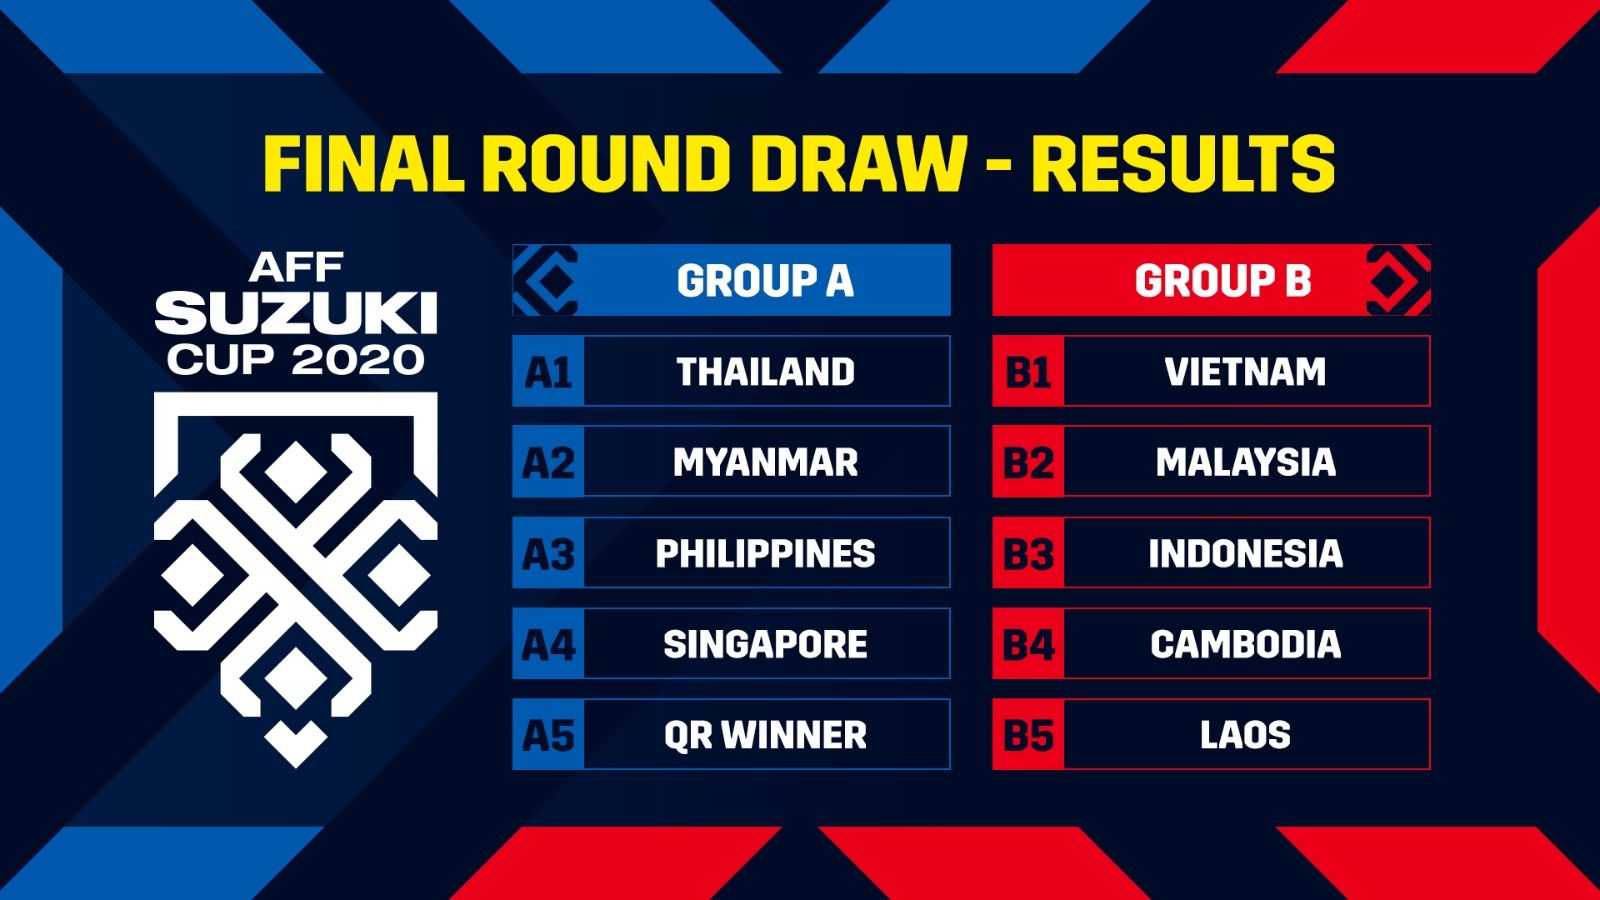 FINAL ROUND DRAW - RESULTS
AFF
SUZUKI
CUP 2020
GROUP A
A1 THAILAND
A2 MYANMAR
A3 PHILIPPINES
A4 SINGAPORE
A5 QR WINNER
GROUP B
B1 VIETNAM
B2 MALAYSIA
B3 INDONESIA
B4 CAMBODIA
B5 LAOS